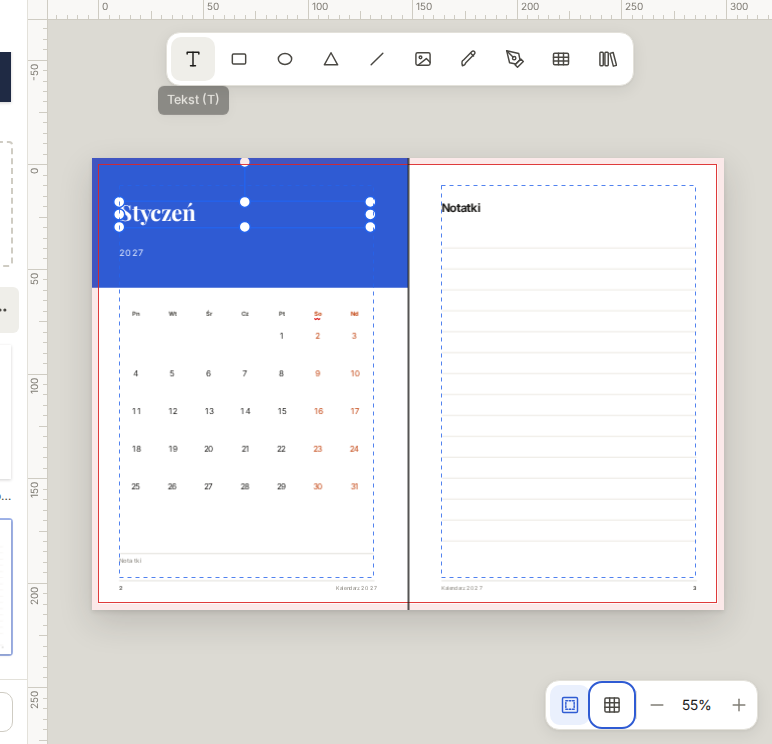 0 50 100 150 200 250 300
-50
0
50
100
150
200
250
Tekst (T)
Styczeń
2027
Pn Wt Śr Cz Pt So Nd
1 2 3
4 5 6 7 8 9 10
11 12 13 14 15 16 17
18 19 20 21 22 23 24
25 26 27 28 29 30 31
Notatki
2 Kalendarz 2027
Notatki
Kalendarz 2027 3
55%